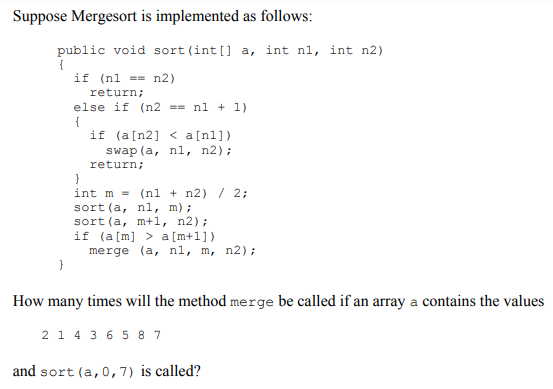 Suppose Mergesort is implemented as follows:
public void sort(int[] a, int n1, int n2)
{
if (n1 == n2)
return;
else if (n2 == n1 + 1)
{
if (a[n2] < a[n1])
swap(a, n1, n2);
return;
}
int m = (n1 + n2) / 2;
sort(a, n1, m);
sort(a, m+1, n2);
if (a[m] > a[m+1])
merge (a, n1, m, n2);
}
How many times will the method merge be called if an array a contains the values
2 1 4 3 6 5 8 7
and sort(a,0,7) is called?